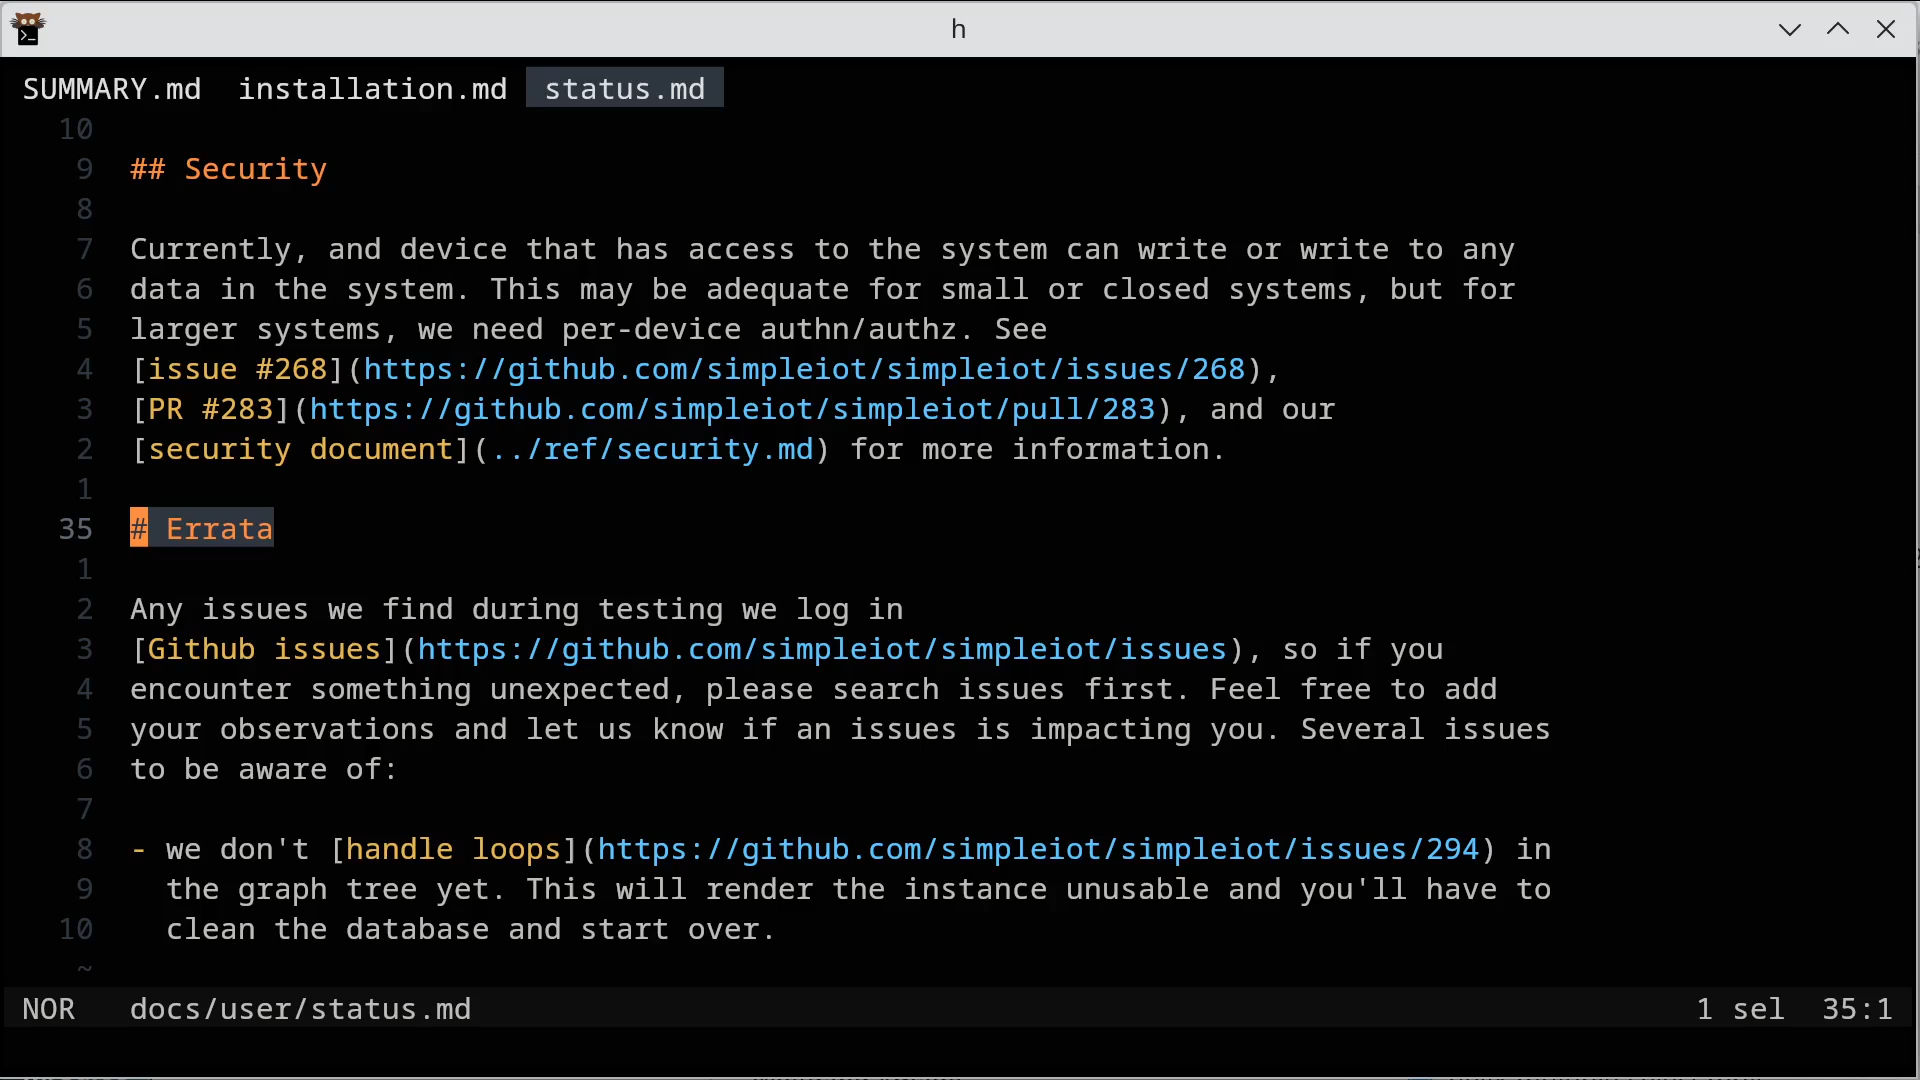 h
SUMMARY.md installation.md status.md
10
9 ## Security
8
7 Currently, and device that has access to the system can write or write to any
6 data in the system. This may be adequate for small or closed systems, but for
5 larger systems, we need per-device authn/authz. See
4 [issue #268](https://github.com/simpleiot/simpleiot/issues/268),
3 [PR #283](https://github.com/simpleiot/simpleiot/pull/283), and our
2 [security document](../ref/security.md) for more information.
1
35 # Errata
1
2 Any issues we find during testing we log in
3 [Github issues](https://github.com/simpleiot/simpleiot/issues), so if you
4 encounter something unexpected, please search issues first. Feel free to add
5 your observations and let us know if an issues is impacting you. Several issues
6 to be aware of:
7
8 - we don't [handle loops](https://github.com/simpleiot/simpleiot/issues/294) in
9 the graph tree yet. This will render the instance unusable and you'll have to
10 clean the database and start over.
~
NOR docs/user/status.md 1 sel 35:1